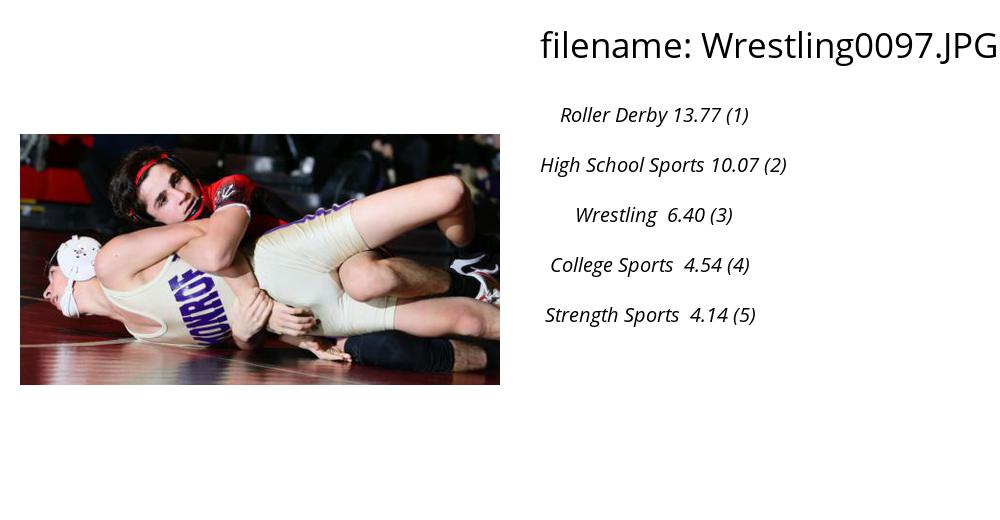 filename: Wrestling0097.JPG
Roller Derby 13.77 (1)
High School Sports 10.07 (2)
Wrestling 6.40 (3)
College Sports 4.54 (4)
Strength Sports 4.14 (5)
MONROE